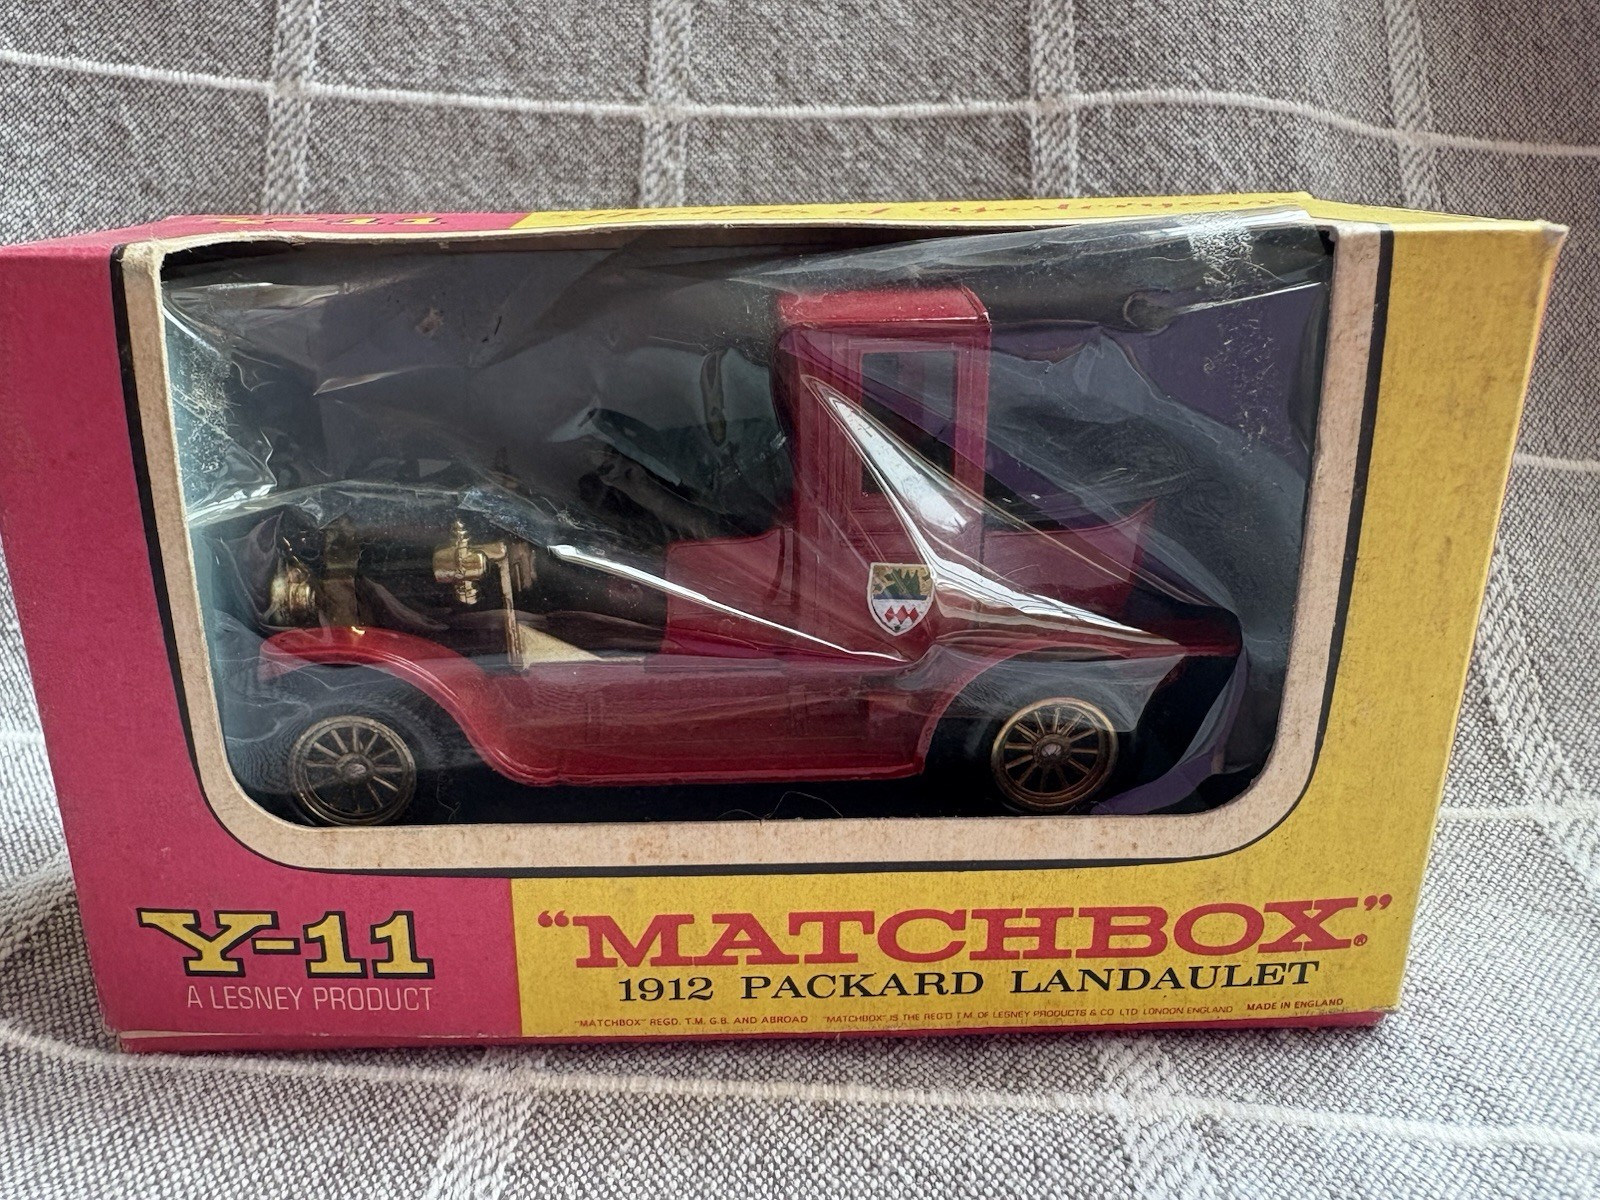 Y-11
A LESNEY PRODUCT
"MATCHBOX"®
1912 PACKARD LANDAULET
"MATCHBOX" REGD. T.M. G.B. AND ABROAD "MATCHBOX" IS THE REG'D T.M. OF LESNEY PRODUCTS & CO. LTD. LONDON ENGLAND MADE IN ENGLAND